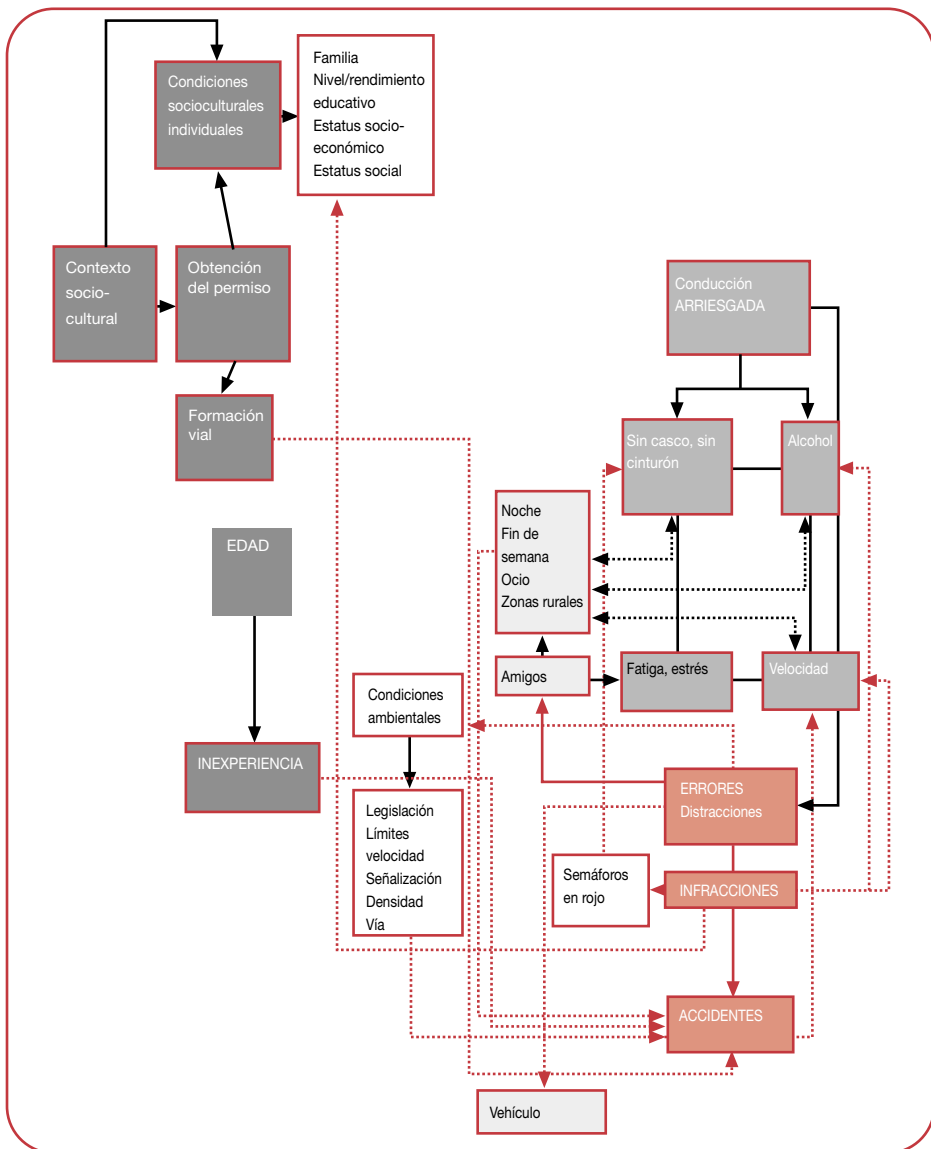 Familia
Nivel/rendimiento
educativo
Estatus socio-
económico
Estatus social
Condiciones
socioculturales
individuales
Contexto
socio-
cultural
Obtención
del permiso
Formación
vial
Conducción
ARRIESGADA
Sin casco, sin
cinturón
Alcohol
Noche
Fin de
semana
Ocio
Zonas rurales
EDAD
Amigos
Fatiga, estrés
Velocidad
Condiciones
ambientales
INEXPERIENCIA
Legislación
Límites
velocidad
Señalización
Densidad
Vía
ERRORES
Distracciones
Semáforos
en rojo
INFRACCIONES
ACCIDENTES
Vehículo